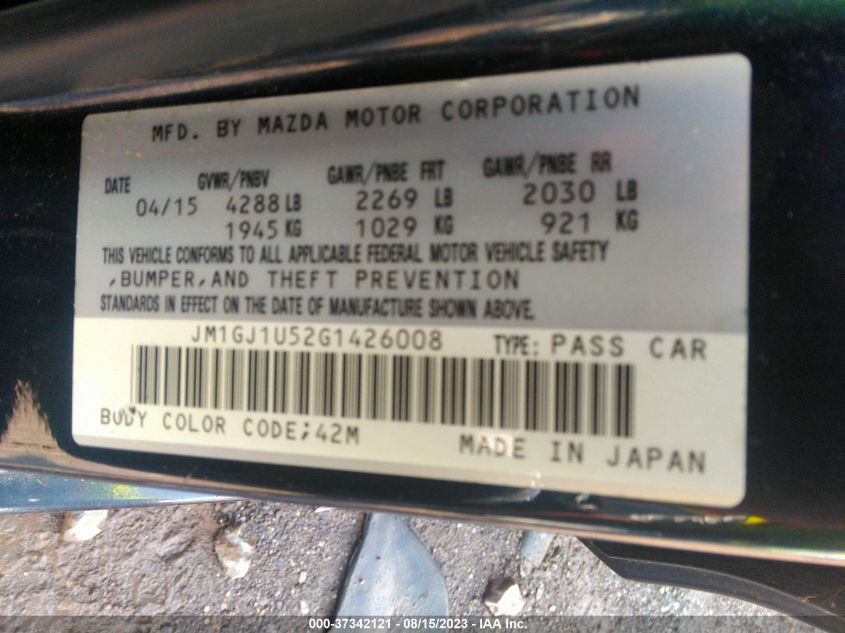 MFD. BY MAZDA MOTOR CORPORATION
DATE GVWR/PNBV GAWR/PNBE FRT GAWR/PNBE RR
04/15 4288 LB 2269 LB 2030 LB
1945 KG 1029 KG 921 KG
THIS VEHICLE CONFORMS TO ALL APPLICABLE FEDERAL MOTOR VEHICLE SAFETY
,BUMPER,AND THEFT PREVENTION
STANDARDS IN EFFECT ON THE DATE OF MANUFACTURE SHOWN ABOVE.
JM1GJ1U52G1426008 TYPE: PASS CAR
BODY COLOR CODE;42M MADE IN JAPAN
000-37342121 - 08/15/2023 - IAA Inc.